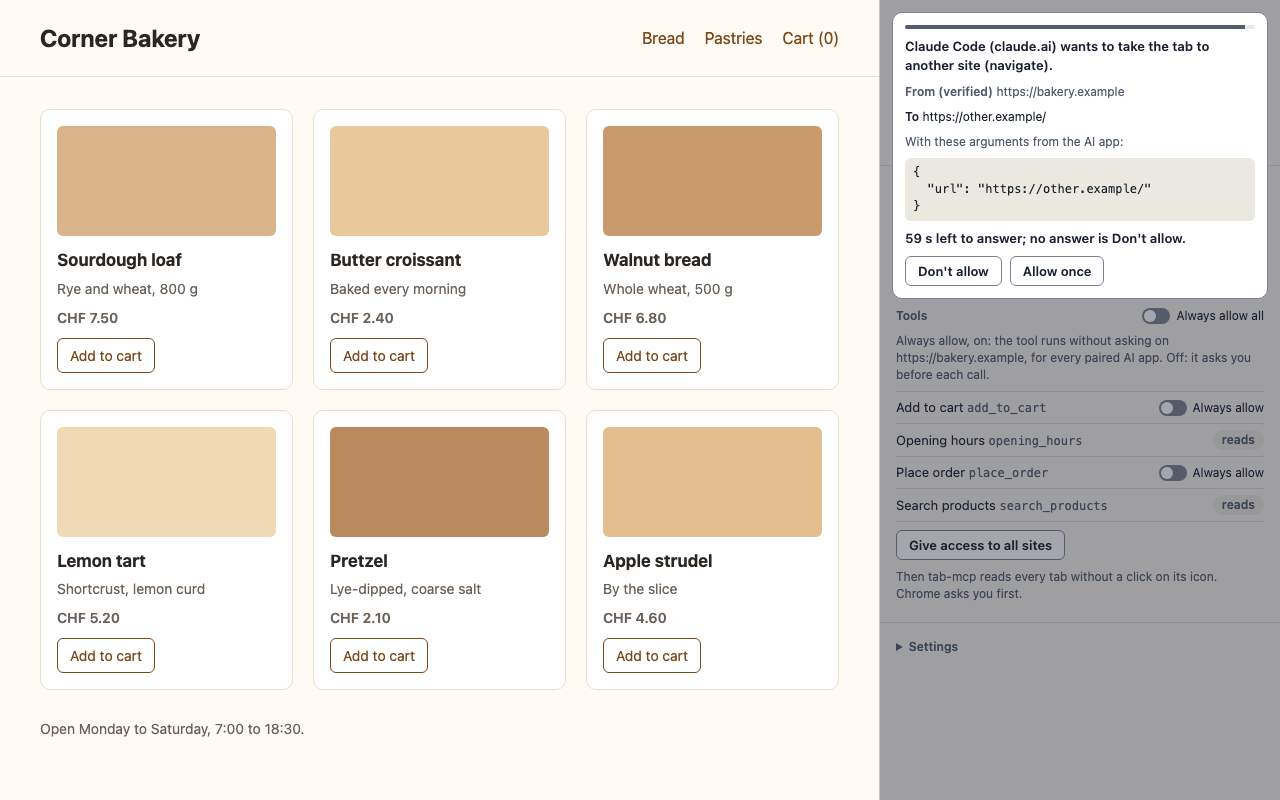 Corner Bakery
Bread
Pastries
Cart (0)
Sourdough loaf
Rye and wheat, 800 g
CHF 7.50
Add to cart
Butter croissant
Baked every morning
CHF 2.40
Add to cart
Walnut bread
Whole wheat, 500 g
CHF 6.80
Add to cart
Lemon tart
Shortcrust, lemon curd
CHF 5.20
Add to cart
Pretzel
Lye-dipped, coarse salt
CHF 2.10
Add to cart
Apple strudel
By the slice
CHF 4.60
Add to cart
Open Monday to Saturday, 7:00 to 18:30.
Claude Code (claude.ai) wants to take the tab to
another site (navigate).
From (verified) https://bakery.example
To https://other.example/
With these arguments from the AI app:
{
"url": "https://other.example/"
}
59 s left to answer; no answer is Don't allow.
Don't allow
Allow once
Tools
Always allow all
Always allow, on: the tool runs without asking on
https://bakery.example, for every paired AI app. Off: it asks you
before each call.
Add to cart add_to_cart
Always allow
Opening hours opening_hours
reads
Place order place_order
Always allow
Search products search_products
reads
Give access to all sites
Then tab-mcp reads every tab without a click on its icon.
Chrome asks you first.
Settings